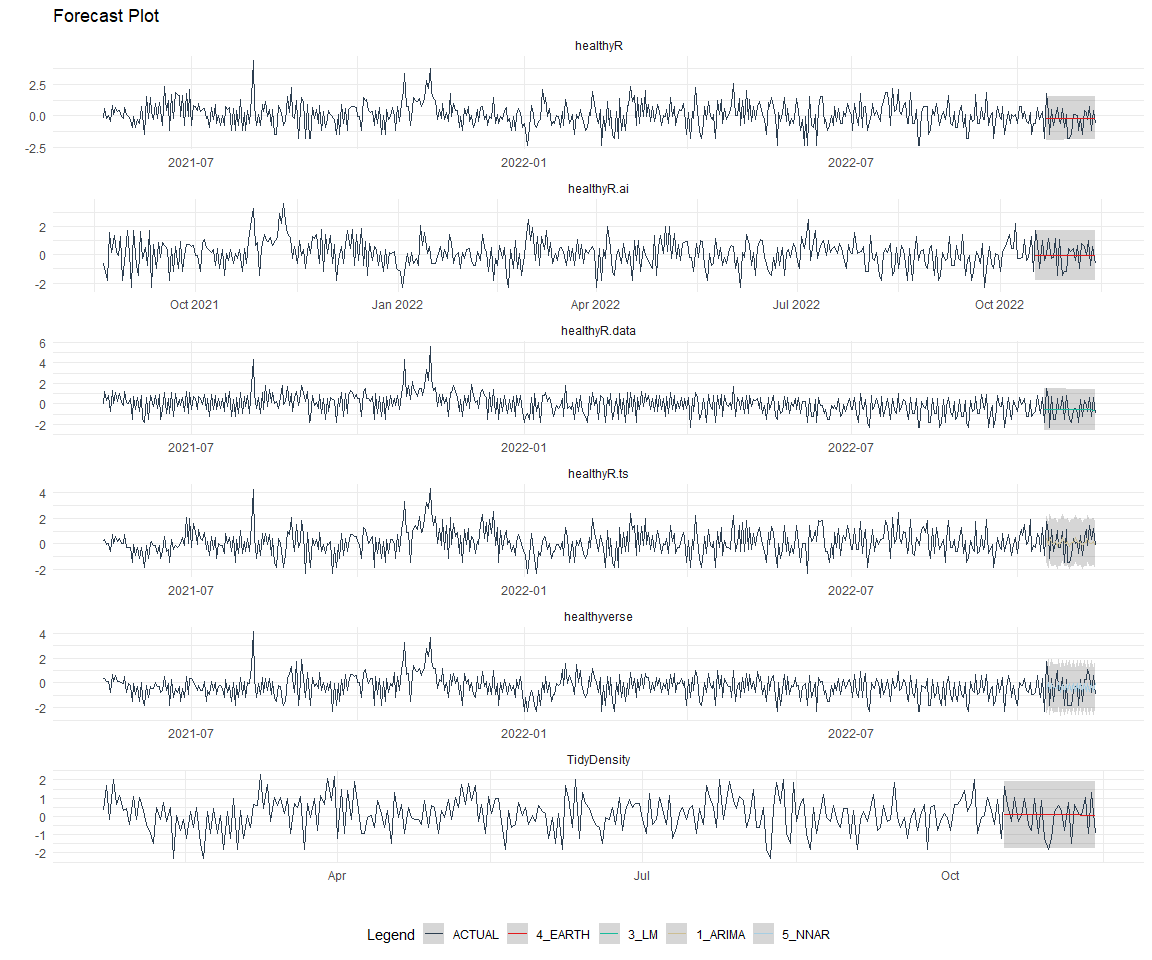 Forecast Plot
healthyR
2.5
0.0
-2.5
2021-07 2022-01 2022-07
healthyR.ai
2
0
-2
Oct 2021 Jan 2022 Apr 2022 Jul 2022 Oct 2022
healthyR.data
6
4
2
0
-2
2021-07 2022-01 2022-07
healthyR.ts
4
2
0
-2
2021-07 2022-01 2022-07
healthyverse
4
2
0
-2
2021-07 2022-01 2022-07
TidyDensity
2
1
0
-1
-2
Apr Jul Oct
Legend ACTUAL 4_EARTH 3_LM 1_ARIMA 5_NNAR